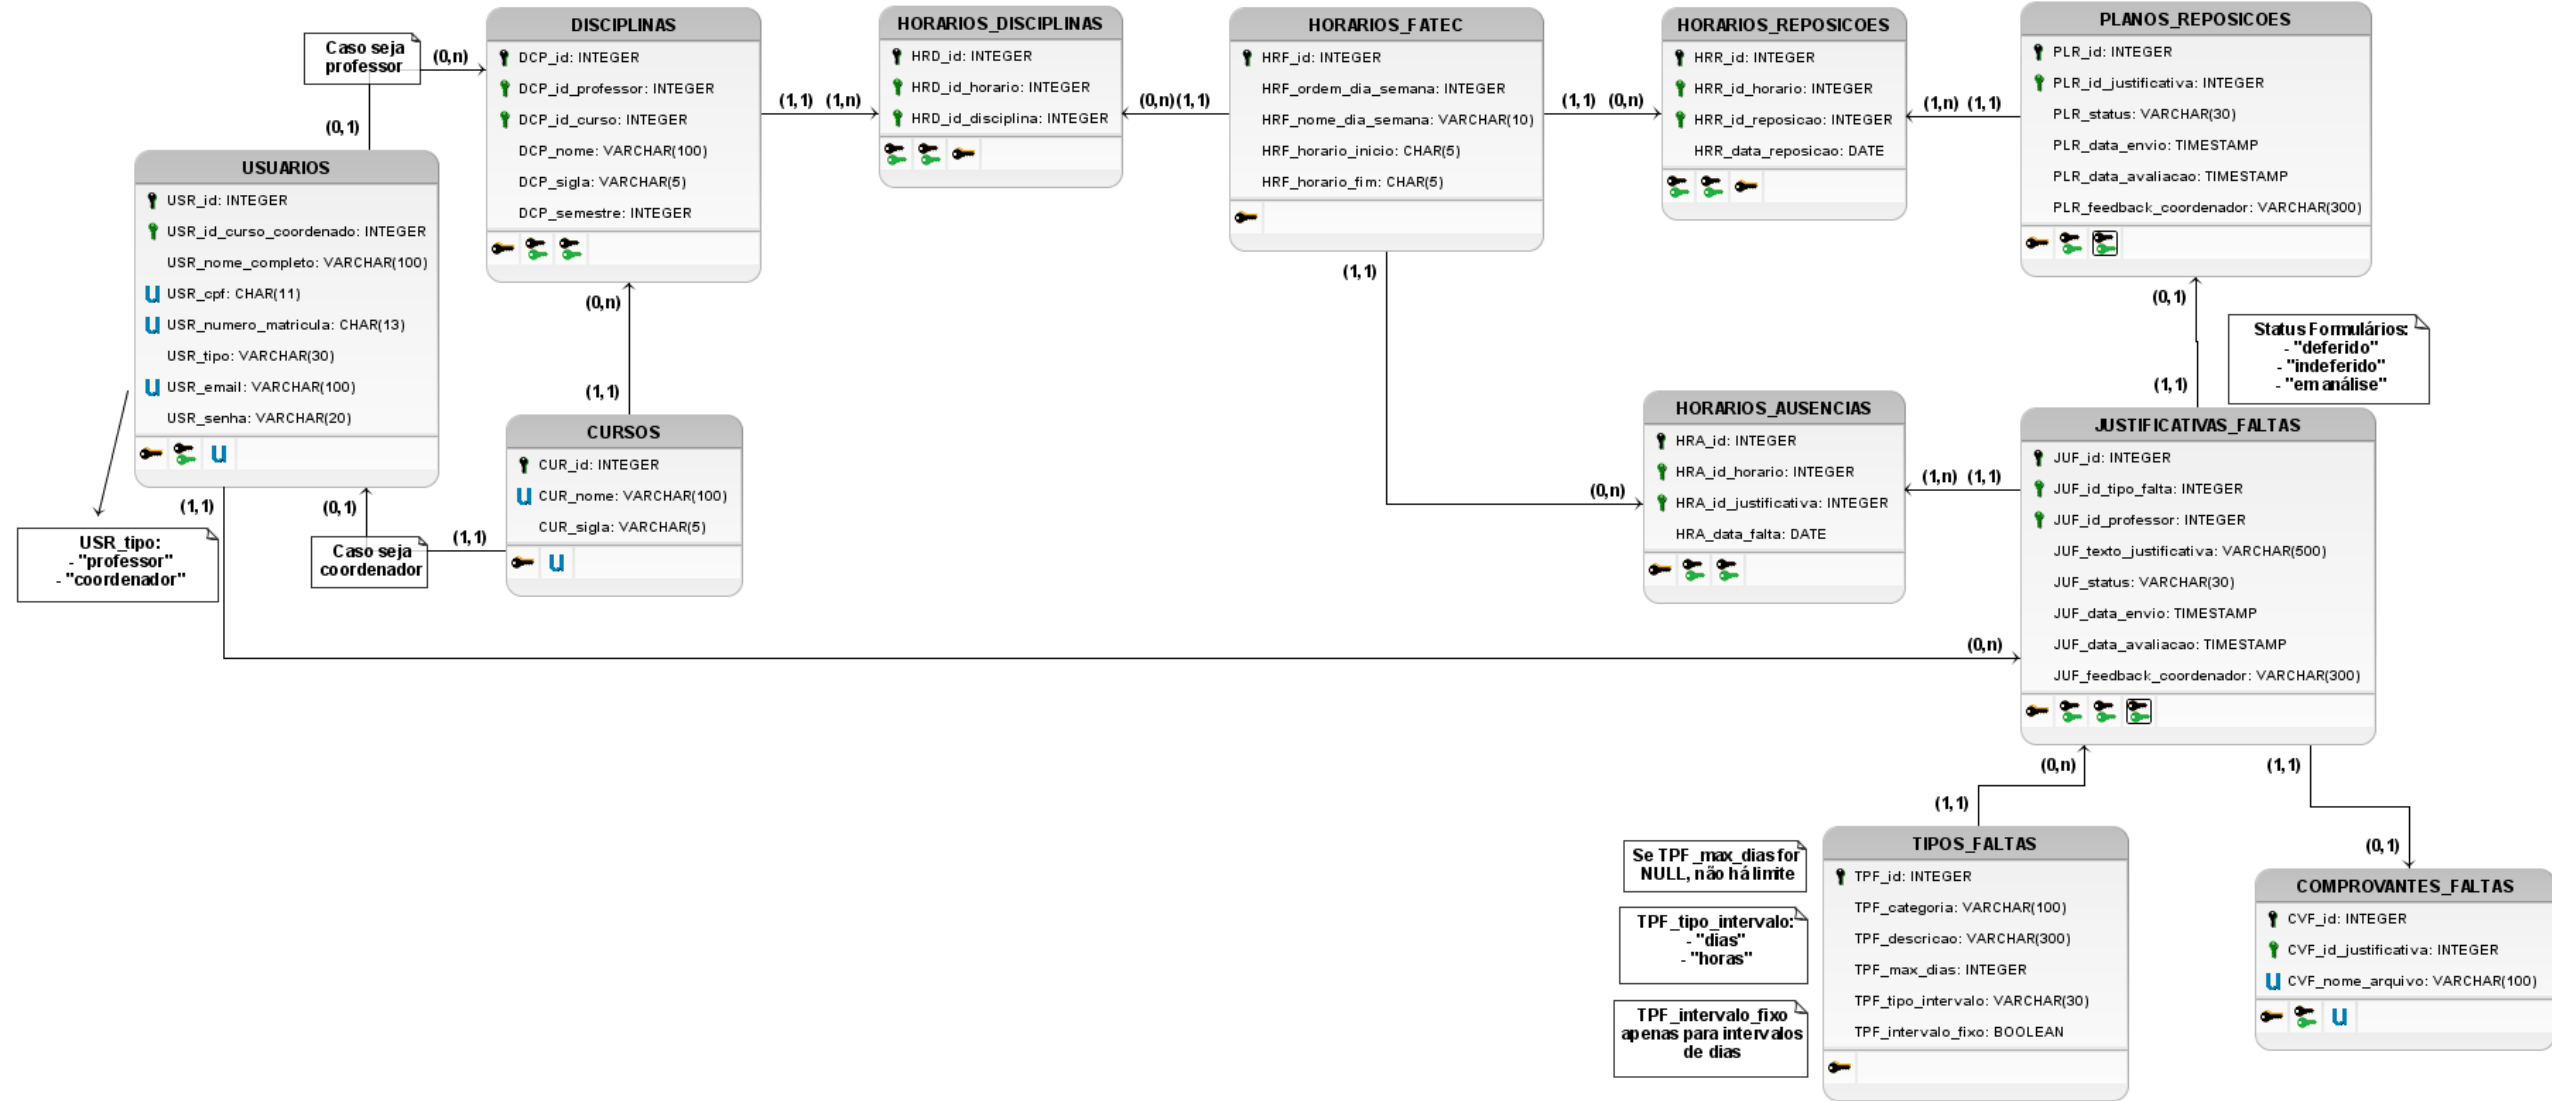 Caso seja
professor
(0,n)
(0,1)
USUARIOS
USR_id: INTEGER
USR_id_curso_coordenado: INTEGER
USR_nome_completo: VARCHAR(100)
U USR_cpf: CHAR(11)
U USR_numero_matricula: CHAR(13)
USR_tipo: VARCHAR(30)
U USR_email: VARCHAR(100)
USR_senha: VARCHAR(20)
U
(1,1)
(0,1)
USR_tipo:
- "professor"
- "coordenador"
Caso seja
coordenador
(1,1)
DISCIPLINAS
DCP_id: INTEGER
DCP_id_professor: INTEGER
DCP_id_curso: INTEGER
DCP_nome: VARCHAR(100)
DCP_sigla: VARCHAR(5)
DCP_semestre: INTEGER
(0,n)
(1,1)
CURSOS
CUR_id: INTEGER
U CUR_nome: VARCHAR(100)
CUR_sigla: VARCHAR(5)
U
(1,1) (1,n)
HORARIOS_DISCIPLINAS
HRD_id: INTEGER
HRD_id_horario: INTEGER
HRD_id_disciplina: INTEGER
(0,n)(1,1)
HORARIOS_FATEC
HRF_id: INTEGER
HRF_ordem_dia_semana: INTEGER
HRF_nome_dia_semana: VARCHAR(10)
HRF_horario_inicio: CHAR(5)
HRF_horario_fim: CHAR(5)
(1,1)
(0,n)
(1,1) (0,n)
HORARIOS_REPOSICOES
HRR_id: INTEGER
HRR_id_horario: INTEGER
HRR_id_reposicao: INTEGER
HRR_data_reposicao: DATE
(1,n) (1,1)
PLANOS_REPOSICOES
PLR_id: INTEGER
PLR_id_justificativa: INTEGER
PLR_status: VARCHAR(30)
PLR_data_envio: TIMESTAMP
PLR_data_avaliacao: TIMESTAMP
PLR_feedback_coordenador: VARCHAR(300)
(0,1)
(1,1)
Status Formulários:
- "deferido"
- "indeferido"
- "em análise"
HORARIOS_AUSENCIAS
HRA_id: INTEGER
HRA_id_horario: INTEGER
HRA_id_justificativa: INTEGER
HRA_data_falta: DATE
(1,n) (1,1)
JUSTIFICATIVAS_FALTAS
JUF_id: INTEGER
JUF_id_tipo_falta: INTEGER
JUF_id_professor: INTEGER
JUF_texto_justificativa: VARCHAR(500)
JUF_status: VARCHAR(30)
JUF_data_envio: TIMESTAMP
JUF_data_avaliacao: TIMESTAMP
JUF_feedback_coordenador: VARCHAR(300)
(0,n)
(0,n)
(1,1)
(1,1)
(0,1)
Se TPF_max_dias for
NULL, não há limite
TPF_tipo_intervalo:
- "dias"
- "horas"
TPF_intervalo_fixo
apenas para intervalos
de dias
TIPOS_FALTAS
TPF_id: INTEGER
TPF_categoria: VARCHAR(100)
TPF_descricao: VARCHAR(300)
TPF_max_dias: INTEGER
TPF_tipo_intervalo: VARCHAR(30)
TPF_intervalo_fixo: BOOLEAN
COMPROVANTES_FALTAS
CVF_id: INTEGER
CVF_id_justificativa: INTEGER
U CVF_nome_arquivo: VARCHAR(100)
U